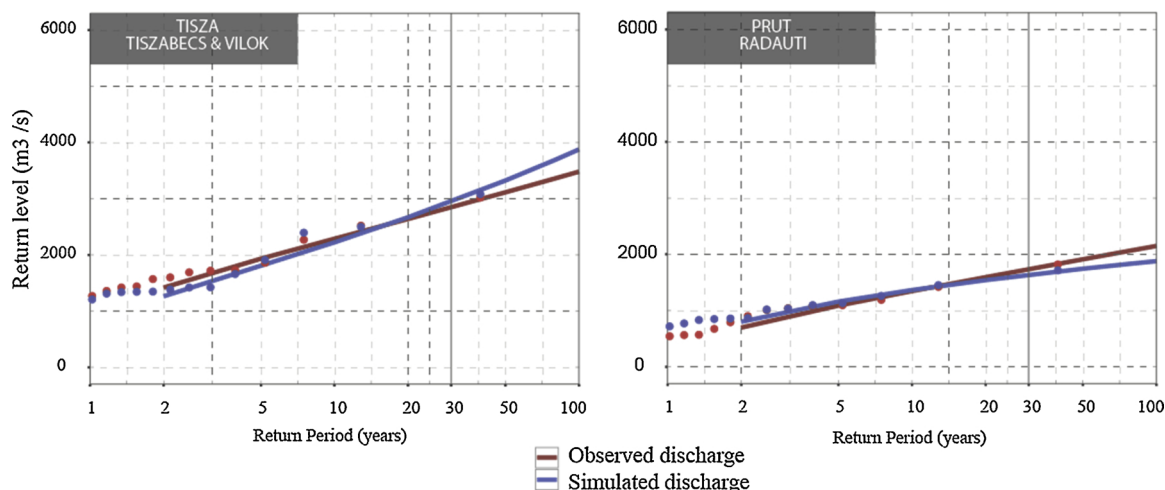 TISZA
TISZABECS & VILOK
PRUT
RADAUTI
Return level (m3 /s)
6000
4000
2000
0
1 2 5 10 20 30 50 100
Return Period (years)
6000
4000
2000
0
1 2 5 10 20 30 50 100
Return Period (years)
Observed discharge
Simulated discharge